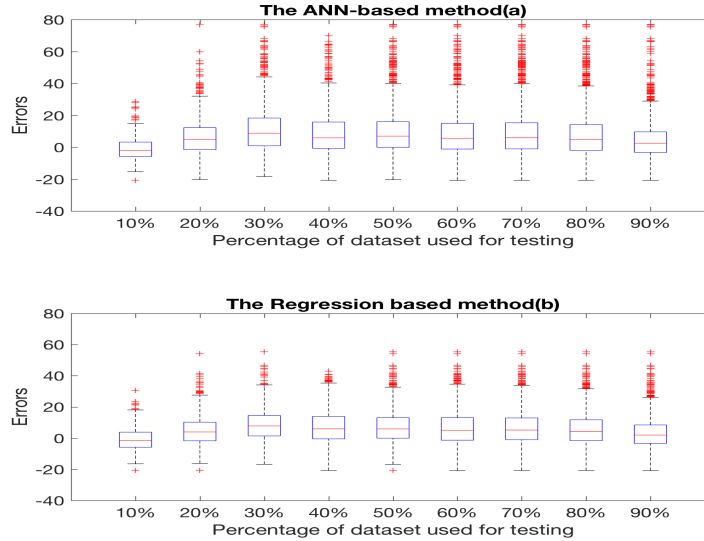 The ANN-based method(a)
80
60
40
20
0
-20
-40
Errors
10% 20% 30% 40% 50% 60% 70% 80% 90%
Percentage of dataset used for testing
The Regression based method(b)
80
60
40
20
0
-20
-40
Errors
10% 20% 30% 40% 50% 60% 70% 80% 90%
Percentage of dataset used for testing